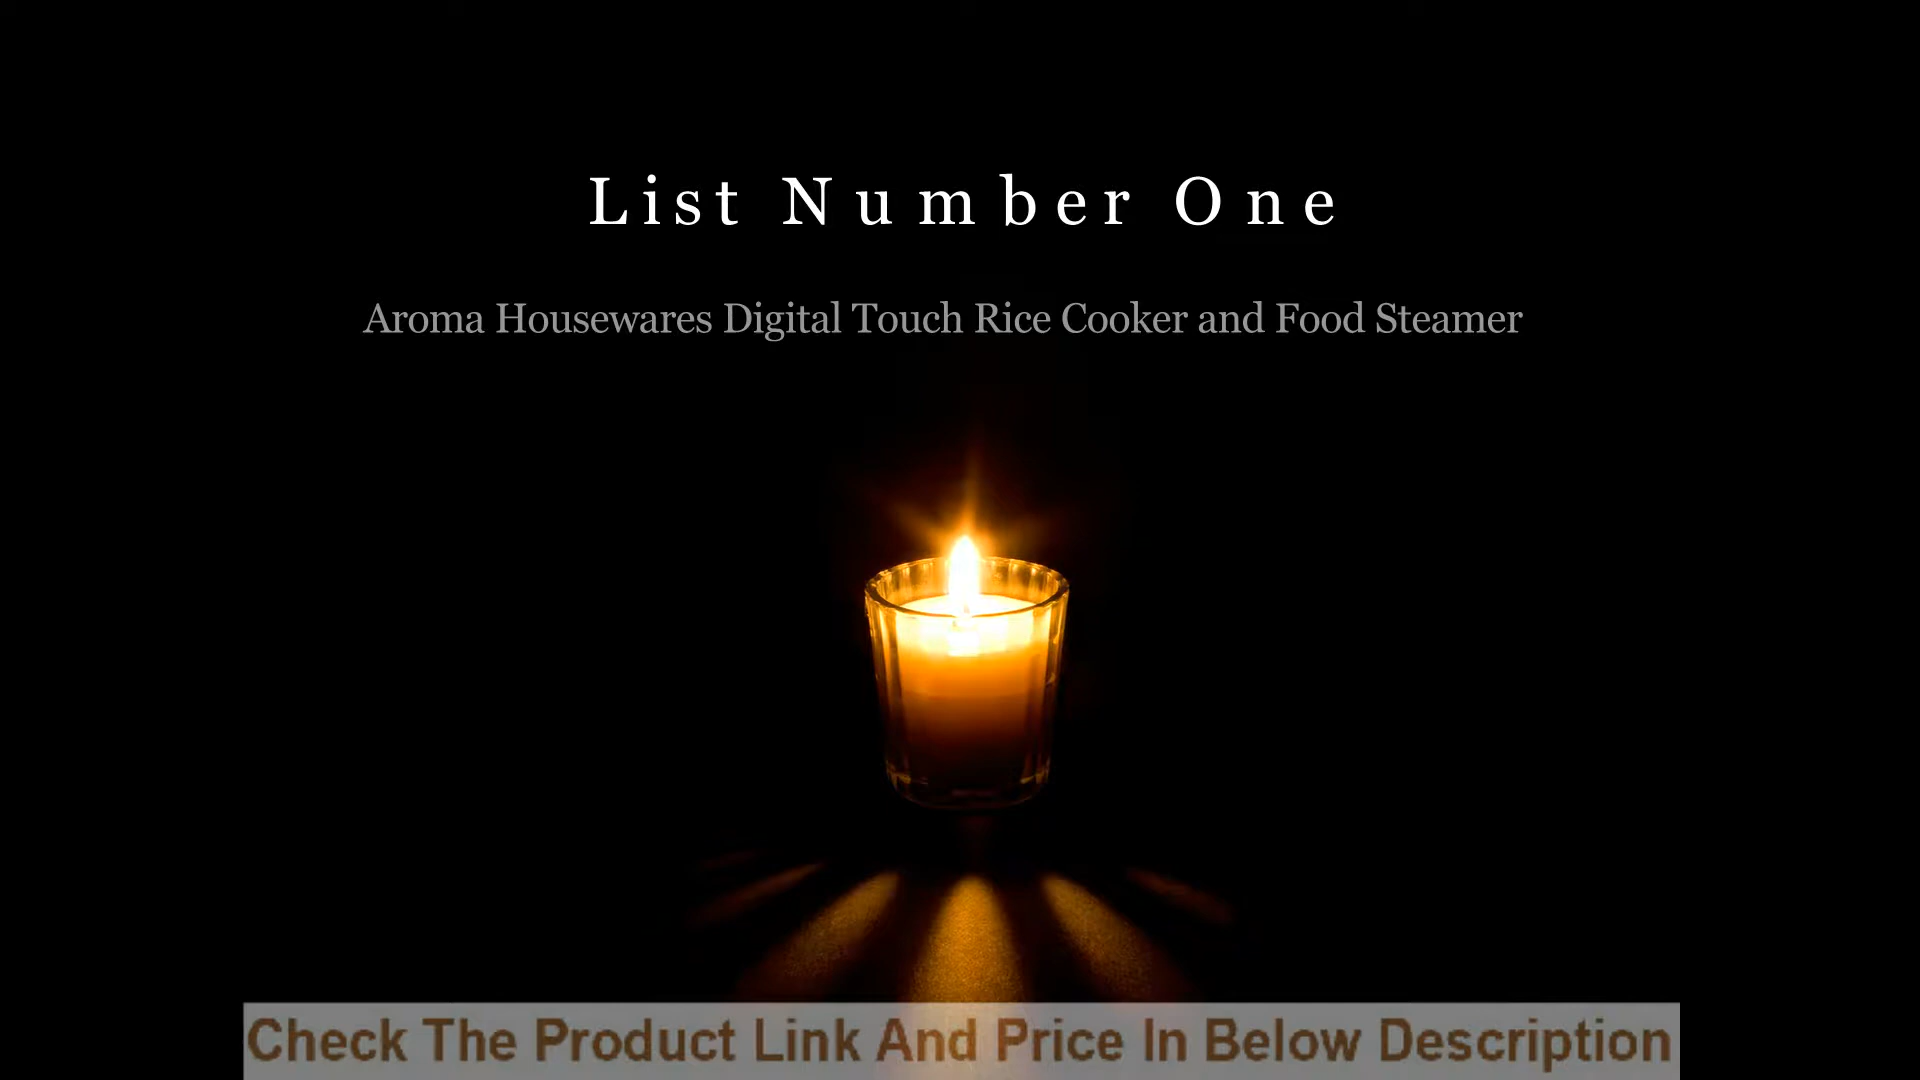 List Number One
Aroma Housewares Digital Touch Rice Cooker and Food Steamer
Check The Product Link And Price In Below Description